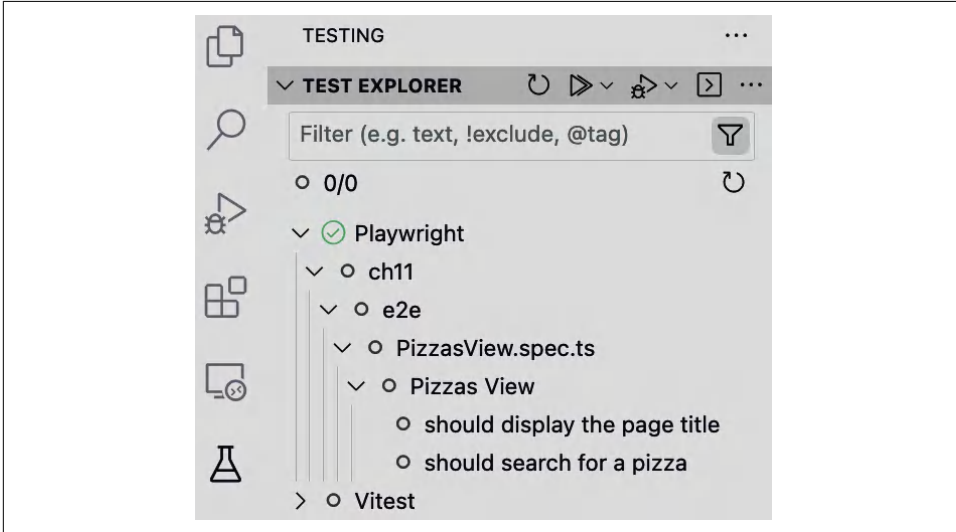 TESTING
TEST EXPLORER
Filter (e.g. text, !exclude, @tag)
0/0
Playwright
ch11
e2e
PizzasView.spec.ts
Pizzas View
should display the page title
should search for a pizza
Vitest